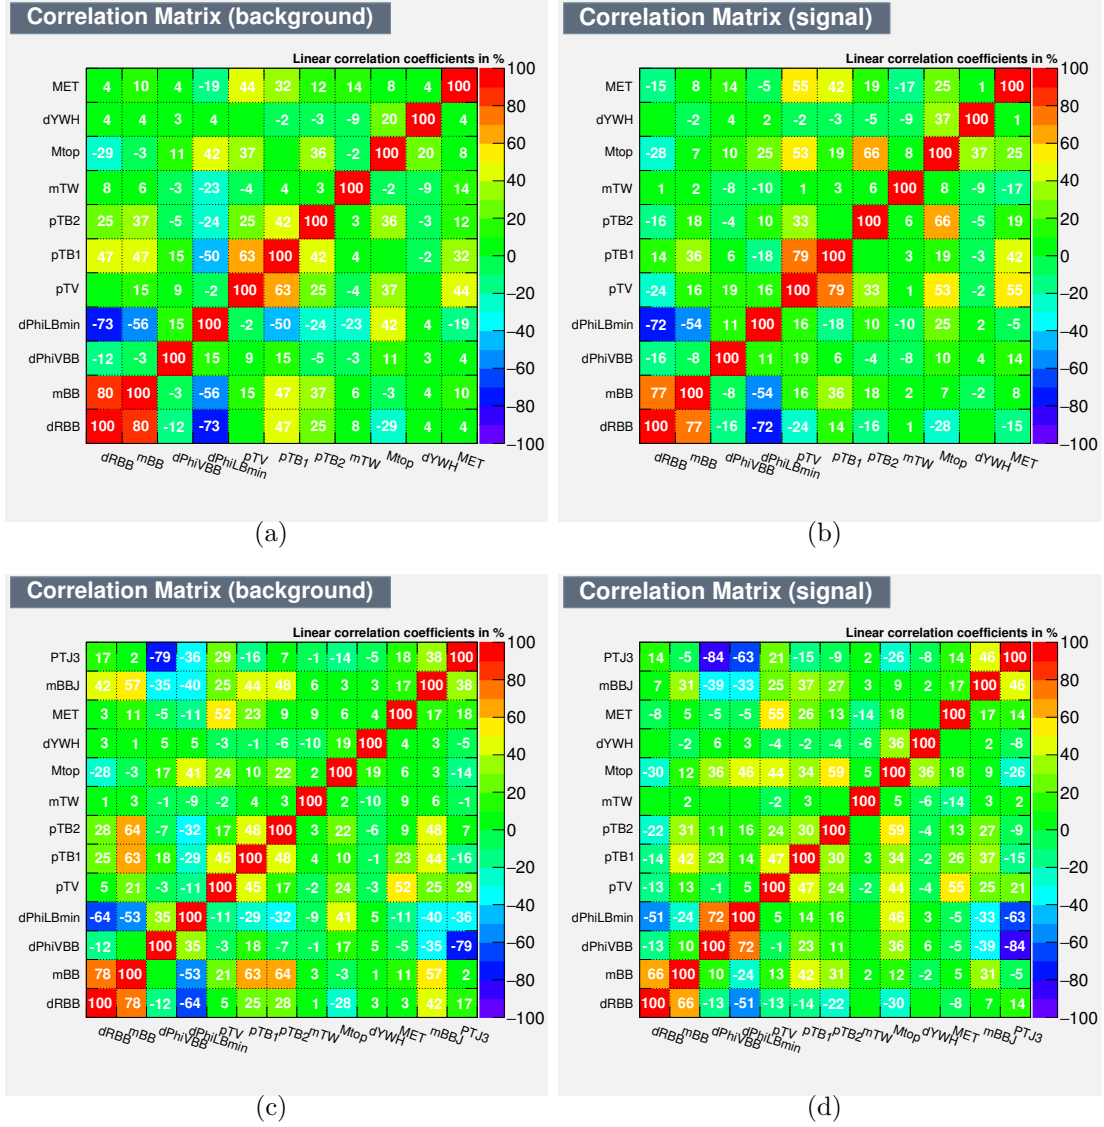 Correlation Matrix (background)
Linear correlation coefficients in %
MET 4 10 4 -19 44 32 12 14 8 4 100
dYWH 4 4 3 4 -2 -3 -9 20 100 4
Mtop -29 -3 11 42 37 36 -2 100 20 8
mTW 8 6 -3 -23 -4 4 3 100 -2 -9 14
pTB2 25 37 -5 -24 25 42 100 3 36 -3 12
pTB1 47 47 15 -50 63 100 42 4 -2 32
pTV 15 9 -2 100 63 25 -4 37 44
dPhiLBmin -73 -56 15 100 -2 -50 -24 -23 42 4 -19
dPhiVBB -12 -3 100 15 9 15 -5 -3 11 3 4
mBB 80 100 -3 -56 15 47 37 6 -3 4 10
dRBB 100 80 -12 -73 47 25 8 -29 4 4
dRBB mBB dPhiVBB dPhiLBmin pTV pTB1 pTB2 mTW Mtop dYWH MET
100
80
60
40
20
0
−20
−40
−60
−80
−100
(a)
Correlation Matrix (signal)
Linear correlation coefficients in %
MET -15 8 14 -5 55 42 19 -17 25 1 100
dYWH -2 4 2 -2 -3 -5 -9 37 100 1
Mtop -28 7 10 25 53 19 66 8 100 37 25
mTW 1 2 -8 -10 1 3 6 100 8 -9 -17
pTB2 -16 18 -4 10 33 100 6 66 -5 19
pTB1 14 36 6 -18 79 100 3 19 -3 42
pTV -24 16 19 16 100 79 33 1 53 -2 55
dPhiLBmin -72 -54 11 100 16 -18 10 -10 25 2 -5
dPhiVBB -16 -8 100 11 19 6 -4 -8 10 4 14
mBB 77 100 -8 -54 16 36 18 2 7 -2 8
dRBB 100 77 -16 -72 -24 14 -16 1 -28 -15
dRBB mBB dPhiVBB dPhiLBmin pTV pTB1 pTB2 mTW Mtop dYWH MET
100
80
60
40
20
0
−20
−40
−60
−80
−100
(b)
Correlation Matrix (background)
Linear correlation coefficients in %
PTJ3 17 2 -79 -36 29 -16 7 -1 -14 -5 18 38 100
mBBJ 42 57 -35 -40 25 44 48 6 3 3 17 100 38
MET 3 11 -5 -11 52 23 9 9 6 4 100 17 18
dYWH 3 1 5 5 -3 -1 -6 -10 19 100 4 3 -5
Mtop -28 -3 17 41 24 10 22 2 100 19 6 3 -14
mTW 1 3 -1 -9 -2 4 3 100 2 -10 9 6 -1
pTB2 28 64 -7 -32 17 48 100 3 22 -6 9 48 7
pTB1 25 63 18 -29 45 100 48 4 10 -1 23 44 -16
pTV 5 21 -3 -11 100 45 17 -2 24 -3 52 25 29
dPhiLBmin -64 -53 35 100 -11 -29 -32 -9 41 5 -11 -40 -36
dPhiVBB -12 100 35 -3 18 -7 -1 17 5 -5 -35 -79
mBB 78 100 -53 21 63 64 3 -3 1 11 57 2
dRBB 100 78 -12 -64 5 25 28 1 -28 3 3 42 17
dRBB mBB dPhiVBB dPhiLBmin pTV pTB1 pTB2 mTW Mtop dYWH MET mBBJ PTJ3
100
80
60
40
20
0
−20
−40
−60
−80
−100
(c)
Correlation Matrix (signal)
Linear correlation coefficients in %
PTJ3 14 -5 -84 -63 21 -15 -9 2 -26 -8 14 46 100
mBBJ 7 31 -39 -33 25 37 27 3 9 2 17 100 46
MET -8 5 -5 -5 55 26 13 -14 18 100 17 14
dYWH -2 6 3 -4 -2 -4 -6 36 100 2 -8
Mtop -30 12 36 46 44 34 59 5 100 36 18 9 -26
mTW 2 -2 3 100 5 -6 -14 3 2
pTB2 -22 31 11 16 24 30 100 59 -4 13 27 -9
pTB1 -14 42 23 14 47 100 30 3 34 -2 26 37 -15
pTV -13 13 -1 5 100 47 24 -2 44 -4 55 25 21
dPhiLBmin -51 -24 72 100 5 14 16 46 3 -5 -33 -63
dPhiVBB -13 10 100 72 -1 23 11 36 6 -5 -39 -84
mBB 66 100 10 -24 13 42 31 2 12 -2 5 31 -5
dRBB 100 66 -13 -51 -13 -14 -22 -30 -8 7 14
dRBB mBB dPhiVBB dPhiLBmin pTV pTB1 pTB2 mTW Mtop dYWH MET mBBJ PTJ3
100
80
60
40
20
0
−20
−40
−60
−80
−100
(d)